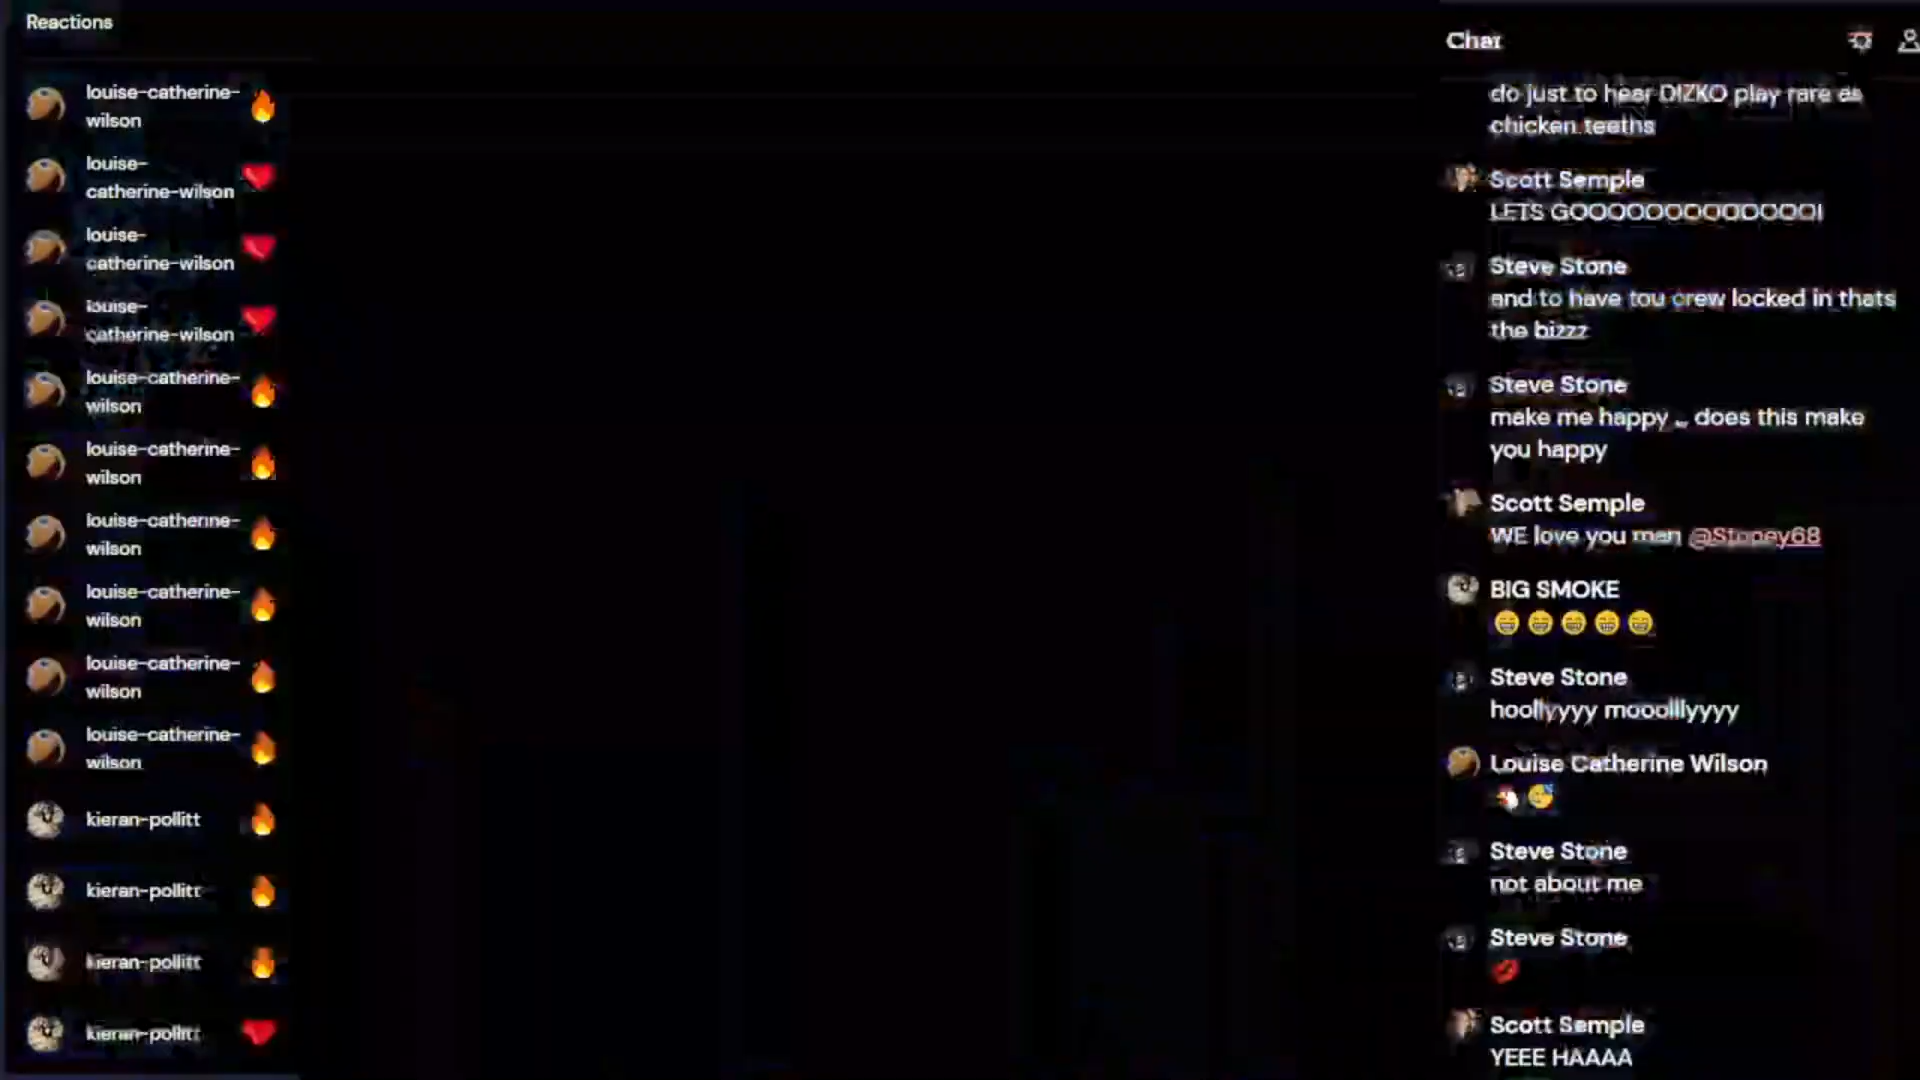 Reactions
louise-catherine-
wilson
louise-
catherine-wilson
louise-
catherine-wilson
louise-
catherine-wilson
louise-catherine-
wilson
louise-catherine-
wilson
louise-catherine-
wilson
louise-catherine-
wilson
louise-catherine-
wilson
louise-catherine-
wilson
kieran-pollitt
kieran-pollitt
kieran-pollitt
kieran-pollitt
Chat
do just to hear DIZKO play rare as
chicken teeths
Scott Semple
LETS GOOOOOOOOOOOOOO!
Steve Stone
and to have tou crew locked in thats
the bizzz
Steve Stone
make me happy .. does this make
you happy
Scott Semple
WE love you man @Stoney68
BIG SMOKE
😁 😁 😁 😁 😁
Steve Stone
hoollyyyy mooolllyyyy
Louise Catherine Wilson
Steve Stone
not about me
Steve Stone
💋
Scott Semple
YEEE HAAAA